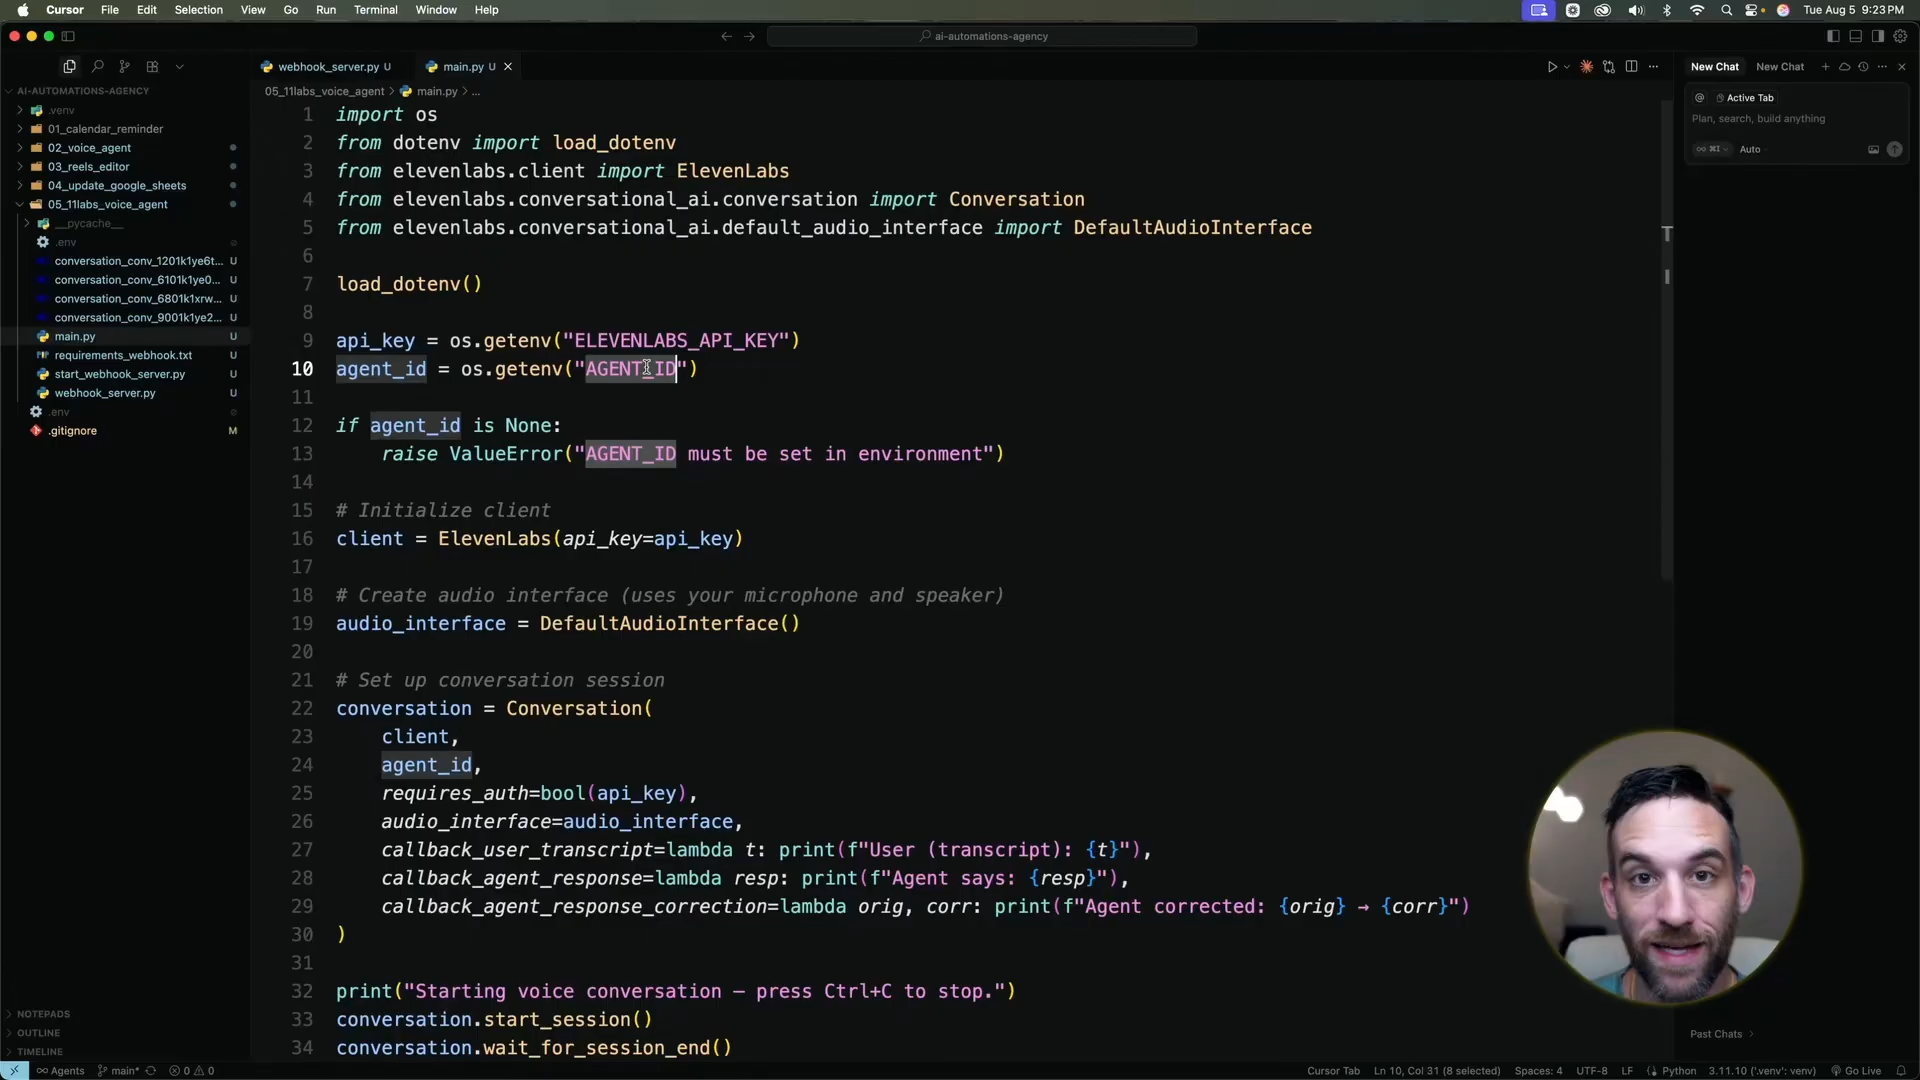 Cursor File Edit Selection View Go Run Terminal Window Help
Tue Aug 5 9:23 PM
ai-automations-agency
webhook_server.py U
main.py U
New Chat New Chat
AI-AUTOMATIONS-AGENCY
.venv
01_calendar_reminder
02_voice_agent
03_reels_editor
04_update_google_sheets
05_11labs_voice_agent
__pycache__
.env
conversation_conv_1201k1ye6t... U
conversation_conv_6101k1ye0... U
conversation_conv_6801k1xrw... U
conversation_conv_9001k1ye2... U
main.py U
requirements_webhook.txt U
start_webhook_server.py U
webhook_server.py U
.env
.gitignore M
NOTEPADS
OUTLINE
TIMELINE
05_11labs_voice_agent > main.py > ...
1 import os
2 from dotenv import load_dotenv
3 from elevenlabs.client import ElevenLabs
4 from elevenlabs.conversational_ai.conversation import Conversation
5 from elevenlabs.conversational_ai.default_audio_interface import DefaultAudioInterface
6
7 load_dotenv()
8
9 api_key = os.getenv("ELEVENLABS_API_KEY")
10 agent_id = os.getenv("AGENT_ID")
11
12 if agent_id is None:
13 raise ValueError("AGENT_ID must be set in environment")
14
15 # Initialize client
16 client = ElevenLabs(api_key=api_key)
17
18 # Create audio interface (uses your microphone and speaker)
19 audio_interface = DefaultAudioInterface()
20
21 # Set up conversation session
22 conversation = Conversation(
23 client,
24 agent_id,
25 requires_auth=bool(api_key),
26 audio_interface=audio_interface,
27 callback_user_transcript=lambda t: print(f"User (transcript): {t}"),
28 callback_agent_response=lambda resp: print(f"Agent says: {resp}"),
29 callback_agent_response_correction=lambda orig, corr: print(f"Agent corrected: {orig} → {corr}")
30 )
31
32 print("Starting voice conversation — press Ctrl+C to stop.")
33 conversation.start_session()
34 conversation.wait_for_session_end()
@ Active Tab
Plan, search, build anything
∞ ⌘I Auto
Past Chats >
Agents main* 0 0
Cursor Tab Ln 10, Col 31 (8 selected) Spaces: 4 UTF-8 LF Python 3.11.10 ('.venv': venv) Go Live